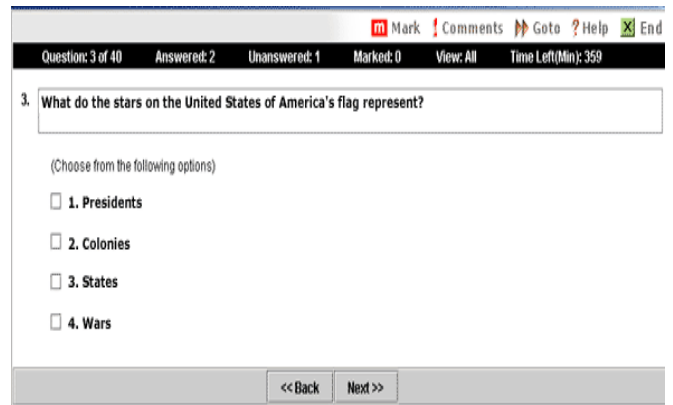 m Mark ! Comments Goto ? Help X End
Question: 3 of 40 Answered: 2 Unanswered: 1 Marked: 0 View: All Time Left(Min): 359
3. What do the stars on the United States of America's flag represent?
(Choose from the following options)
1. Presidents
2. Colonies
3. States
4. Wars
<< Back Next >>